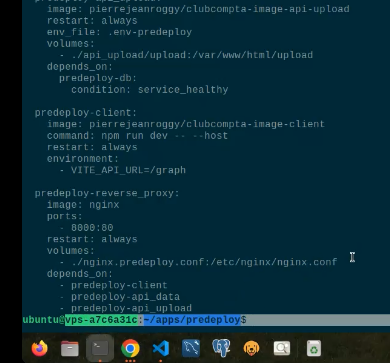 predeploy-api_upload:
image: pierrejeanroggy/clubcompta-image-api-upload
restart: always
env_file: .env-predeploy
volumes:
- ./api_upload/upload:/var/www/html/upload
depends_on:
predeploy-db:
condition: service_healthy
predeploy-client:
image: pierrejeanroggy/clubcompta-image-client
command: npm run dev -- --host
restart: always
environment:
- VITE_API_URL=/graph
predeploy-reverse_proxy:
image: nginx
ports:
- 8000:80
restart: always
volumes:
- ./nginx.predeploy.conf:/etc/nginx/nginx.conf
depends_on:
- predeploy-client
- predeploy-api_data
- predeploy-api_upload
ubuntu@vps-a7c6a31c:~/apps/predeploy$